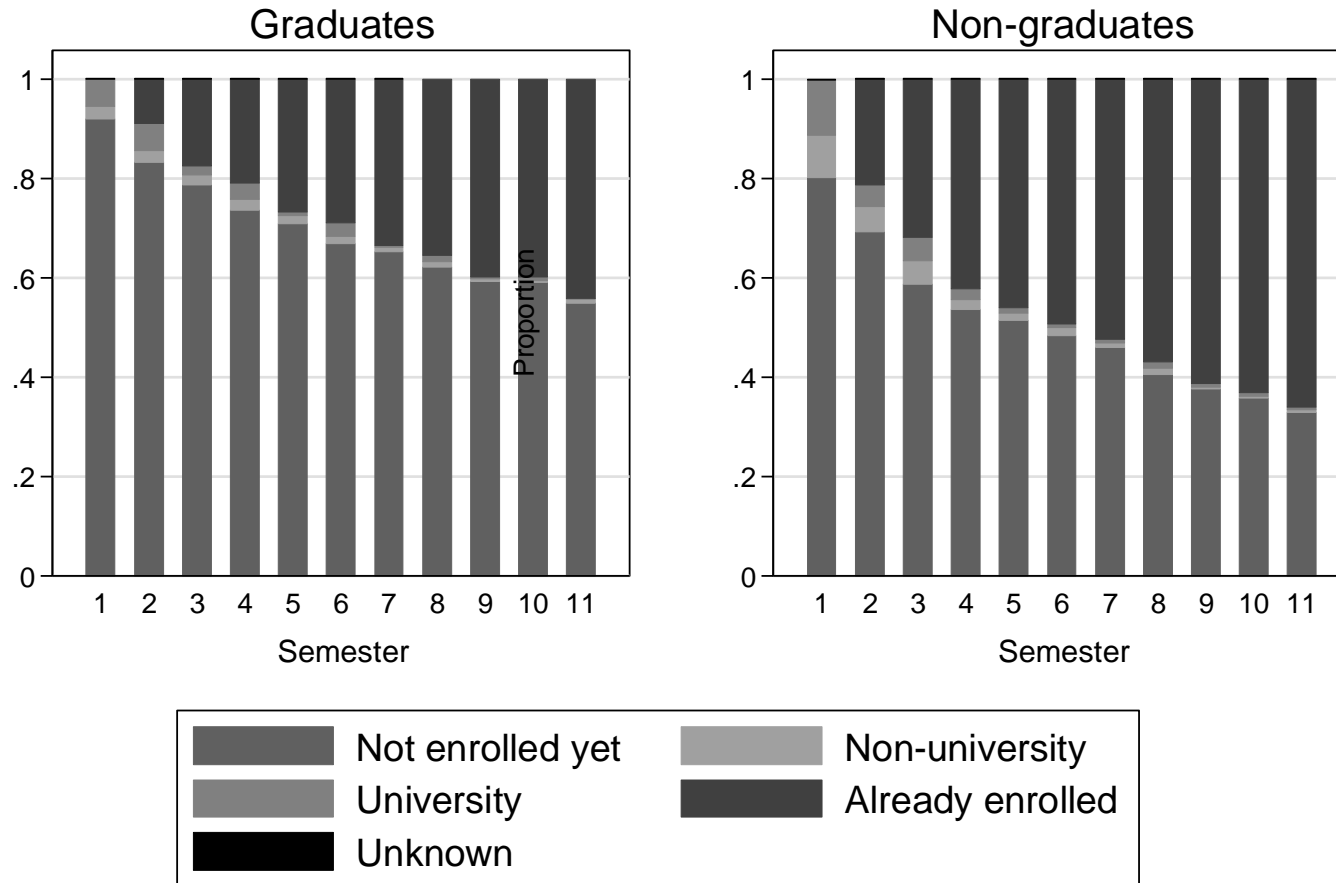 Graduates
1
.8
.6
.4
.2
0
Proportion
1 2 3 4 5 6 7 8 9 10 11
Semester
Non-graduates
1
.8
.6
.4
.2
0
1 2 3 4 5 6 7 8 9 10 11
Semester
Not enrolled yet
Non-university
University
Already enrolled
Unknown